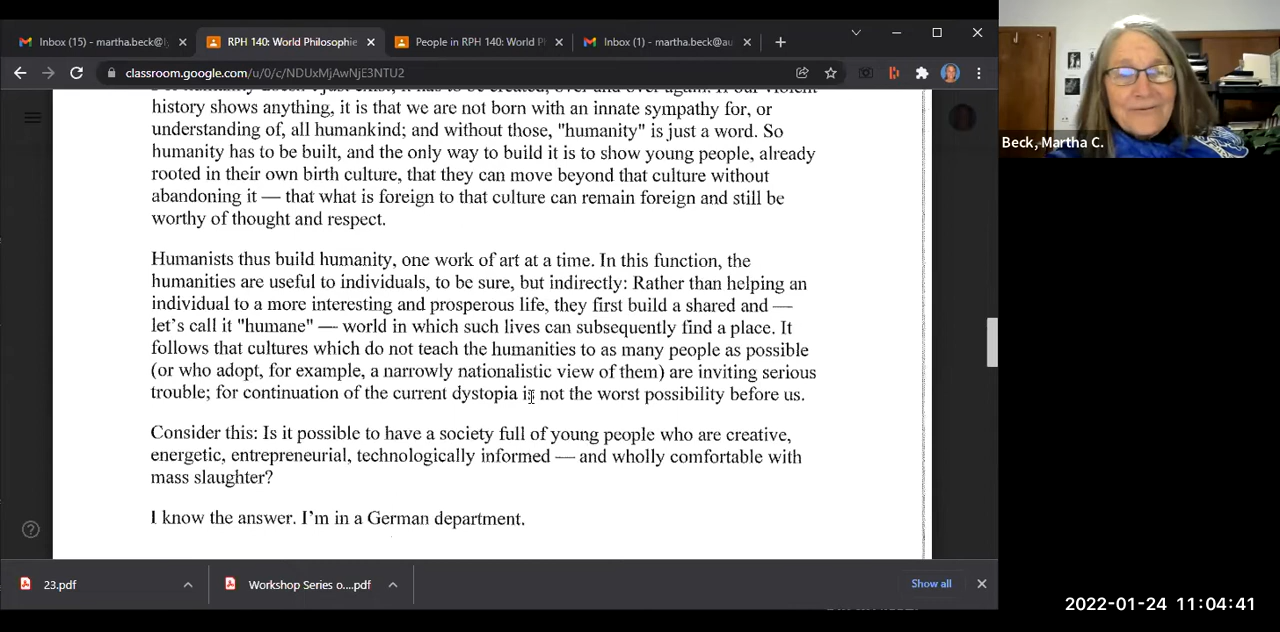 Inbox (15) - martha.beck@l
RPH 140: World Philosophie
People in RPH 140: World P
Inbox (1) - martha.beck@au
classroom.google.com/u/0/c/NDUxMjAwNjE3NTU2
history shows anything, it is that we are not born with an innate sympathy for, or
understanding of, all humankind; and without those, "humanity" is just a word. So
humanity has to be built, and the only way to build it is to show young people, already
rooted in their own birth culture, that they can move beyond that culture without
abandoning it — that what is foreign to that culture can remain foreign and still be
worthy of thought and respect.
Humanists thus build humanity, one work of art at a time. In this function, the
humanities are useful to individuals, to be sure, but indirectly: Rather than helping an
individual to a more interesting and prosperous life, they first build a shared and —
let's call it "humane" — world in which such lives can subsequently find a place. It
follows that cultures which do not teach the humanities to as many people as possible
(or who adopt, for example, a narrowly nationalistic view of them) are inviting serious
trouble; for continuation of the current dystopia is not the worst possibility before us.
Consider this: Is it possible to have a society full of young people who are creative,
energetic, entrepreneurial, technologically informed — and wholly comfortable with
mass slaughter?
I know the answer. I'm in a German department.
Beck, Martha C.
23.pdf
Workshop Series o....pdf
Show all
2022-01-24 11:04:41